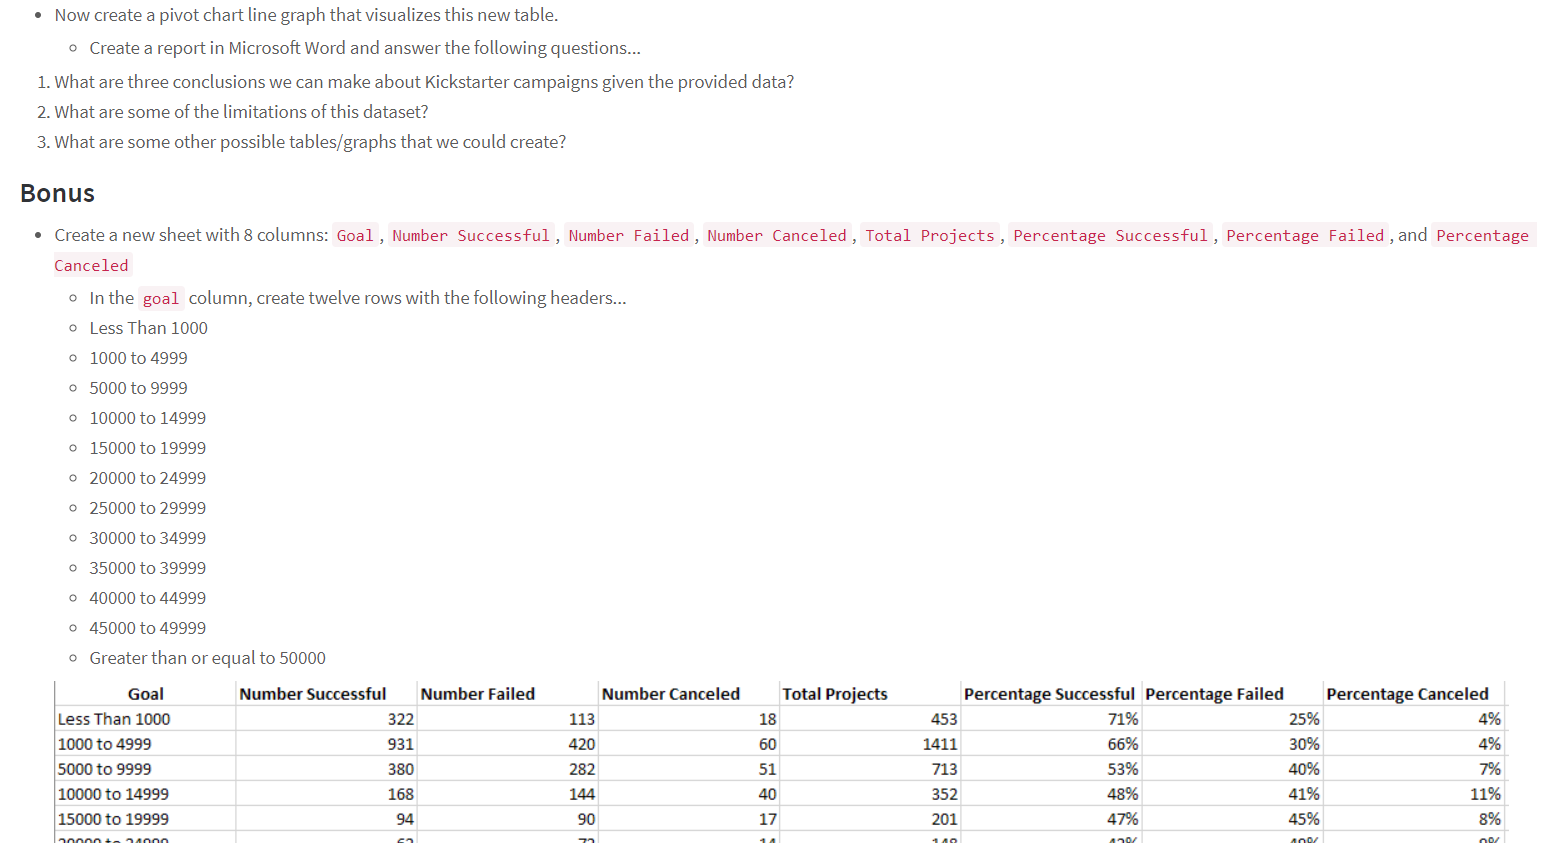 Now create a pivot chart line graph that visualizes this new table.
Create a report in Microsoft Word and answer the following questions...
1. What are three conclusions we can make about Kickstarter campaigns given the provided data?
2. What are some of the limitations of this dataset?
3. What are some other possible tables/graphs that we could create?
Bonus
Create a new sheet with 8 columns: Goal, Number Successful, Number Failed, Number Canceled, Total Projects, Percentage Successful, Percentage Failed, and Percentage
Canceled
In the goal column, create twelve rows with the following headers...
Less Than 1000
1000 to 4999
5000 to 9999
10000 to 14999
15000 to 19999
20000 to 24999
25000 to 29999
30000 to 34999
35000 to 39999
40000 to 44999
45000 to 49999
Greater than or equal to 50000
Goal Number Successful Number Failed Number Canceled Total Projects Percentage Successful Percentage Failed Percentage Canceled
Less Than 1000 322 113 18 453 71% 25% 4%
1000 to 4999 931 420 60 1411 66% 30% 4%
5000 to 9999 380 282 51 713 53% 40% 7%
10000 to 14999 168 144 40 352 48% 41% 11%
15000 to 19999 94 90 17 201 47% 45% 8%